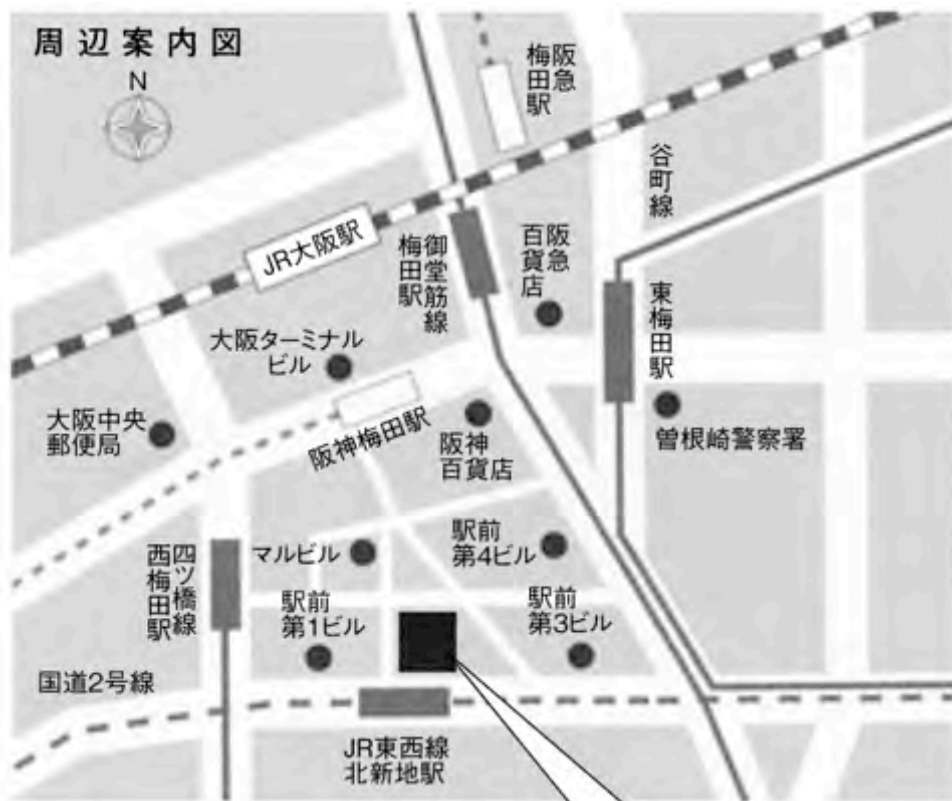 周辺案内図
N
阪急
梅田駅
谷町線
JR大阪駅
御堂筋線
梅田駅
阪急
百貨店
東梅田駅
大阪ターミナル
ビル
大阪中央
郵便局
阪神梅田駅
阪神
百貨店
曽根崎警察署
四ツ橋線
西梅田駅
マルビル
駅前
第4ビル
駅前
第1ビル
駅前
第3ビル
国道2号線
JR東西線
北新地駅